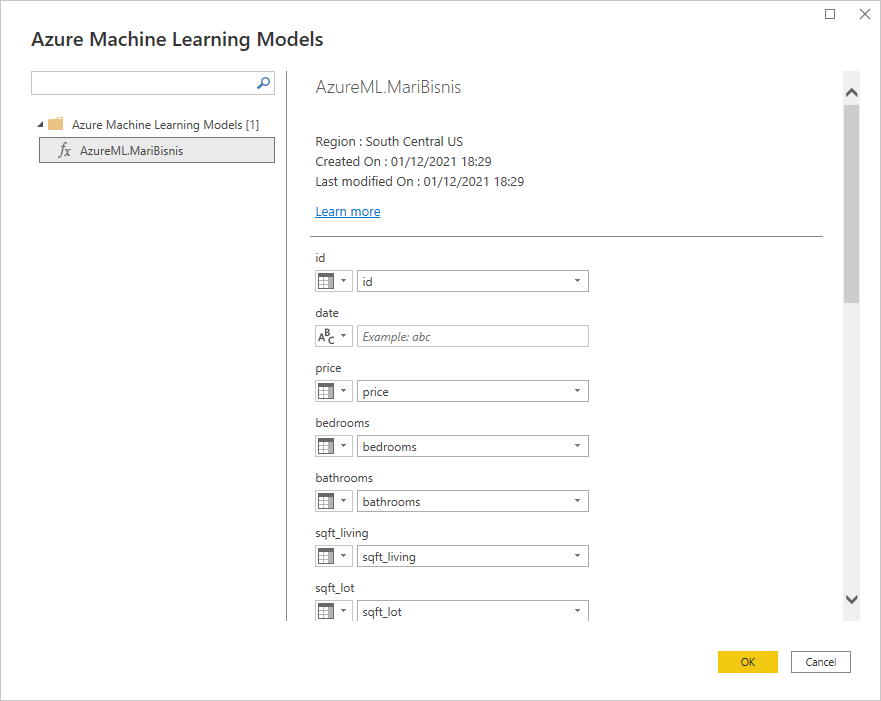 Azure Machine Learning Models
Azure Machine Learning Models [1]
fx AzureML.MariBisnis
AzureML.MariBisnis
Region : South Central US
Created On : 01/12/2021 18:29
Last modified On : 01/12/2021 18:29
Learn more
id
id
date
ABC Example: abc
price
price
bedrooms
bedrooms
bathrooms
bathrooms
sqft_living
sqft_living
sqft_lot
sqft_lot
OK Cancel